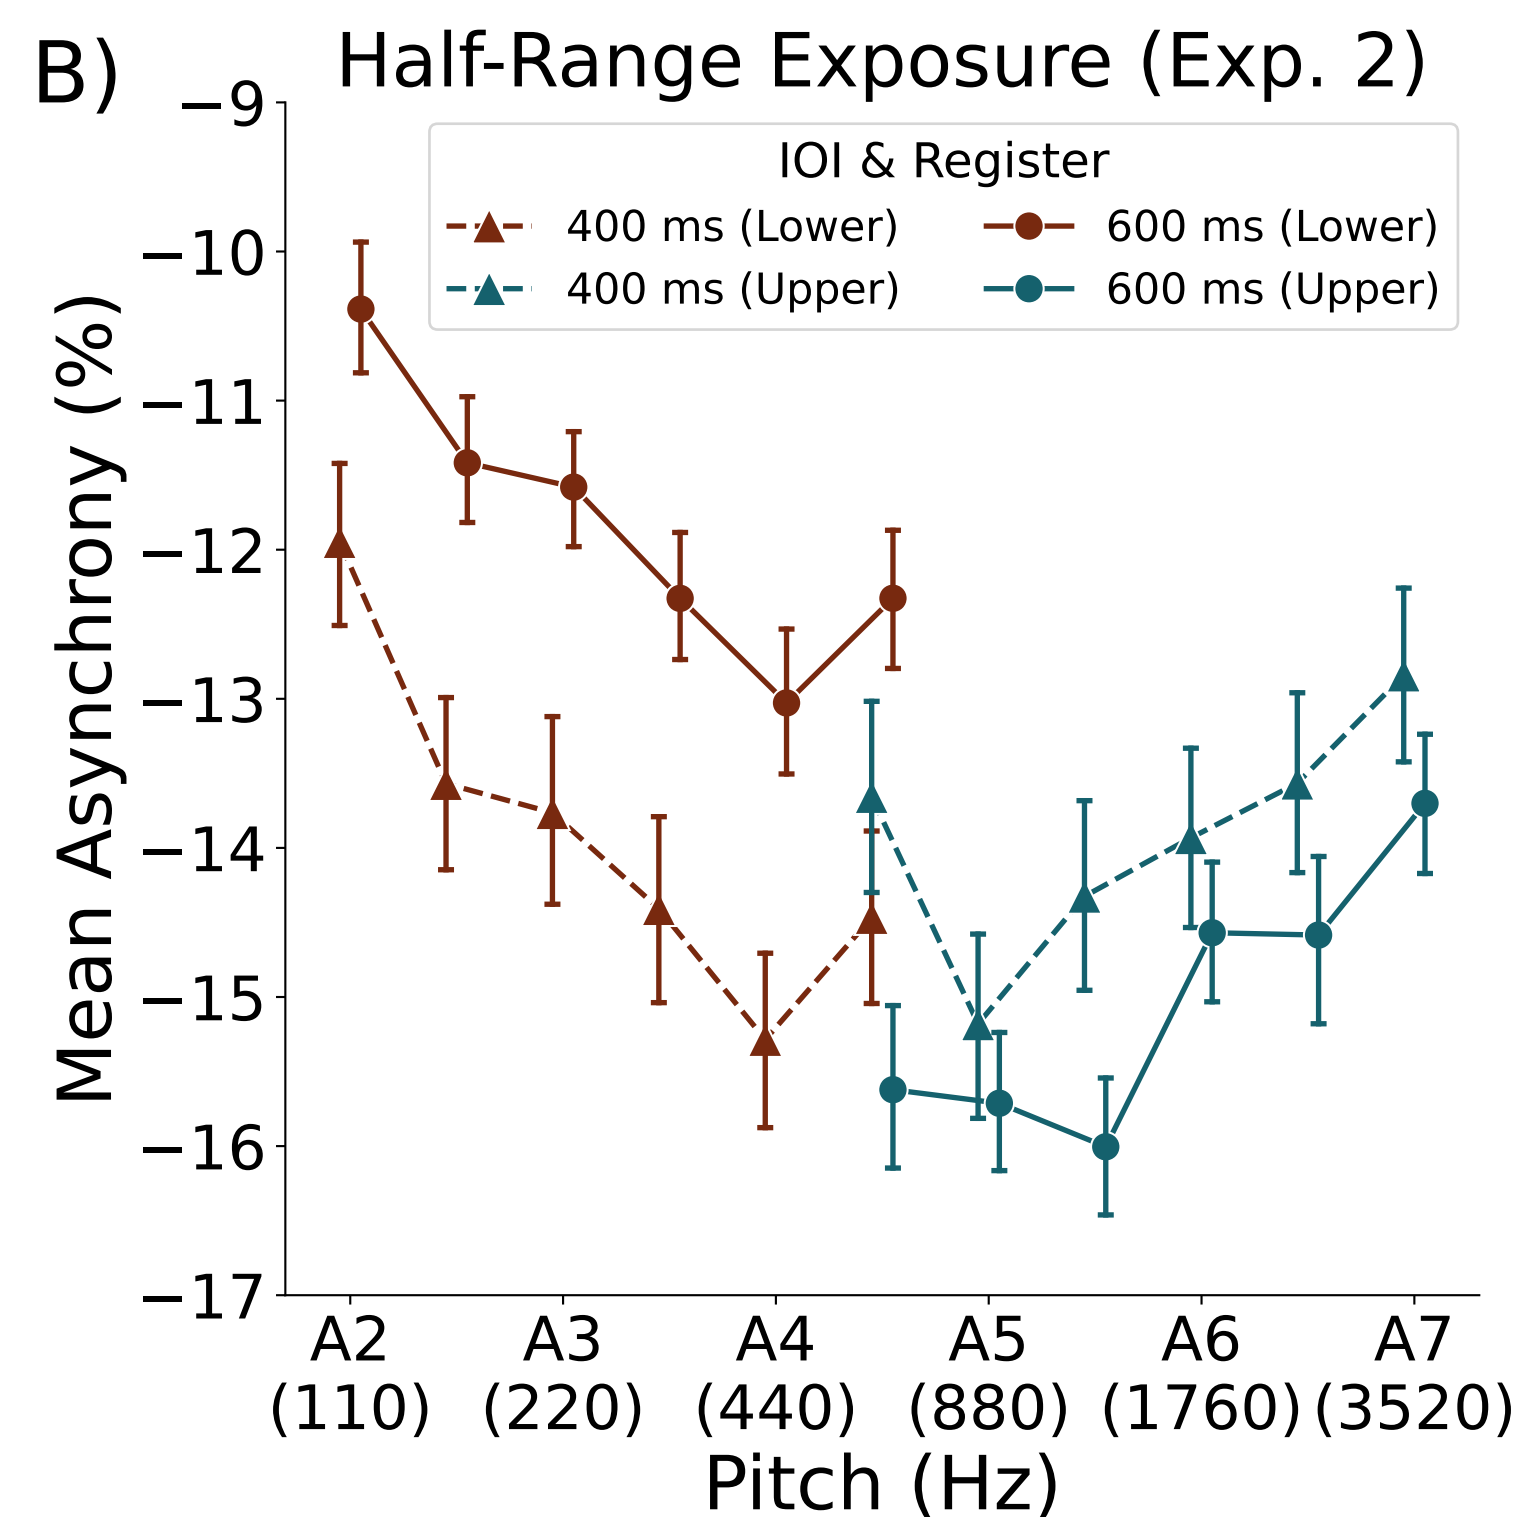 B)
Half-Range Exposure (Exp. 2)
IOI & Register
400 ms (Lower)
600 ms (Lower)
400 ms (Upper)
600 ms (Upper)
Mean Asynchrony (%)
−9
−10
−11
−12
−13
−14
−15
−16
−17
A2 A3 A4 A5 A6 A7
(110) (220) (440) (880) (1760) (3520)
Pitch (Hz)